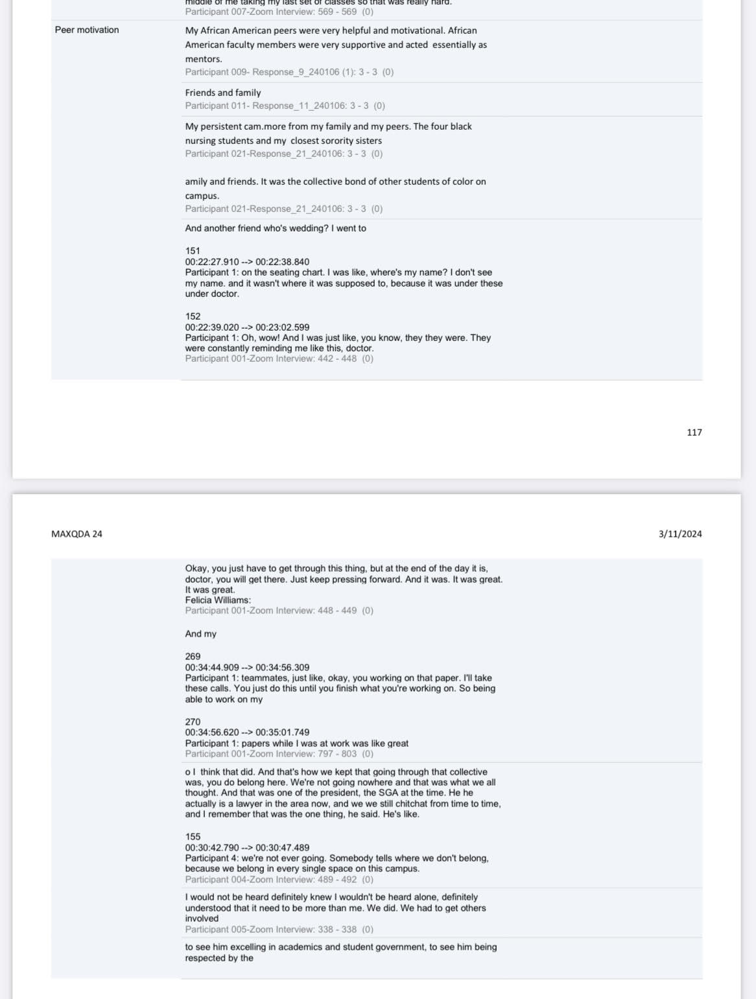 middle of me taking my last set of classes so that was really hard.
Participant 007-Zoom Interview: 569 - 569 (0)
Peer motivation
My African American peers were very helpful and motivational. African
American faculty members were very supportive and acted  essentially as
mentors.
Participant 009- Response_9_240106 (1): 3 - 3 (0)
Friends and family
Participant 011- Response_11_240106: 3 - 3 (0)
My persistent cam.more from my family and my peers. The four black
nursing students and my  closest sorority sisters
Participant 021-Response_21_240106: 3 - 3 (0)
amily and friends. It was the collective bond of other students of color on
campus.
Participant 021-Response_21_240106: 3 - 3 (0)
And another friend who's wedding? I went to
151
00:22:27.910 --> 00:22:38.840
Participant 1: on the seating chart. I was like, where's my name? I don't see
my name. and it wasn't where it was supposed to, because it was under these
under doctor.
152
00:22:39.020 --> 00:23:02.599
Participant 1: Oh, wow! And I was just like, you know, they they were. They
were constantly reminding me like this, doctor.
Participant 001-Zoom Interview: 442 - 448 (0)
117
MAXQDA 24
3/11/2024
Okay, you just have to get through this thing, but at the end of the day it is,
doctor, you will get there. Just keep pressing forward. And it was. It was great.
It was great.
Felicia Williams:
Participant 001-Zoom Interview: 448 - 449 (0)
And my
269
00:34:44.909 --> 00:34:56.309
Participant 1: teammates, just like, okay, you working on that paper. I'll take
these calls. You just do this until you finish what you're working on. So being
able to work on my
270
00:34:56.620 --> 00:35:01.749
Participant 1: papers while I was at work was like great
Participant 001-Zoom Interview: 797 - 803 (0)
o I  think that did. And that's how we kept that going through that collective
was, you do belong here. We're not going nowhere and that was what we all
thought. And that was one of the president, the SGA at the time. He he
actually is a lawyer in the area now, and we we still chitchat from time to time,
and I remember that was the one thing, he said. He's like.
155
00:30:42.790 --> 00:30:47.489
Participant 4: we're not ever going. Somebody tells where we don't belong,
because we belong in every single space on this campus.
Participant 004-Zoom Interview: 489 - 492 (0)
I would not be heard definitely knew I wouldn't be heard alone, definitely
understood that it need to be more than me. We did. We had to get others
involved
Participant 005-Zoom Interview: 338 - 338 (0)
to see him excelling in academics and student government, to see him being
respected by the